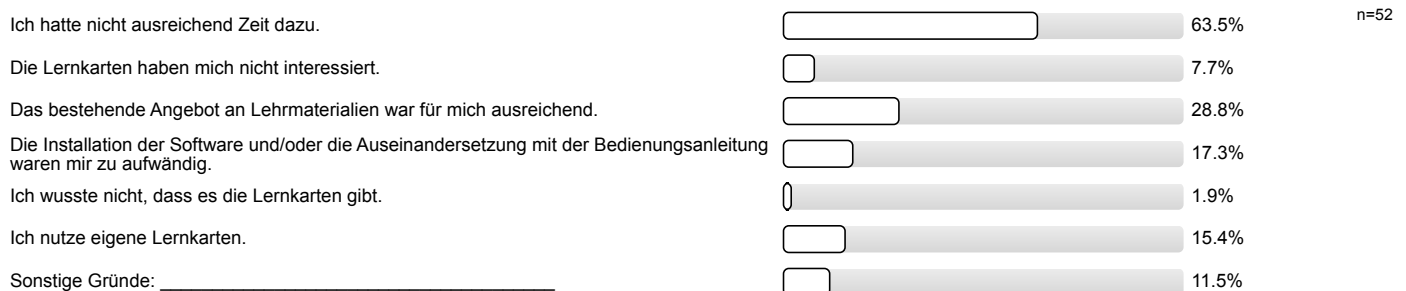 Ich hatte nicht ausreichend Zeit dazu. 63.5% n=52
Die Lernkarten haben mich nicht interessiert. 7.7%
Das bestehende Angebot an Lehrmaterialien war für mich ausreichend. 28.8%
Die Installation der Software und/oder die Auseinandersetzung mit der Bedienungsanleitung
waren mir zu aufwändig. 17.3%
Ich wusste nicht, dass es die Lernkarten gibt. 1.9%
Ich nutze eigene Lernkarten. 15.4%
Sonstige Gründe: ____________________ 11.5%